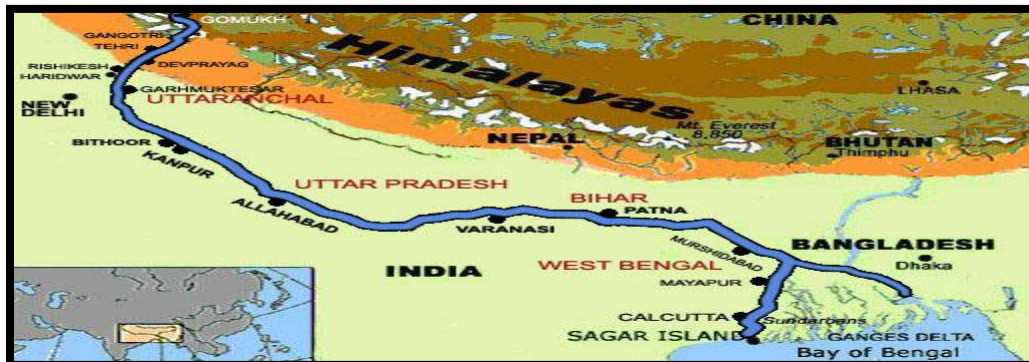 GOMUKH
CHINA
GANGOTRI
TEHRI
Himalayas
DEVPRAYAG
RISHIKESH
HARIDWAR
GARHMUKTESAR
LHASA
NEW
DELHI
UTTARANCHAL
Mt. Everest
8,850
NEPAL
BHUTAN
Thimphu
BITHOOR
KANPUR
UTTAR PRADESH
BIHAR
ALLAHABAD
PATNA
VARANASI
MURSHIDABAD
BANGLADESH
Dhaka
INDIA
WEST BENGAL
MAYAPUR
CALCUTTA
Sundarbens
SAGAR ISLAND
GANGES DELTA
Bay of Bengal